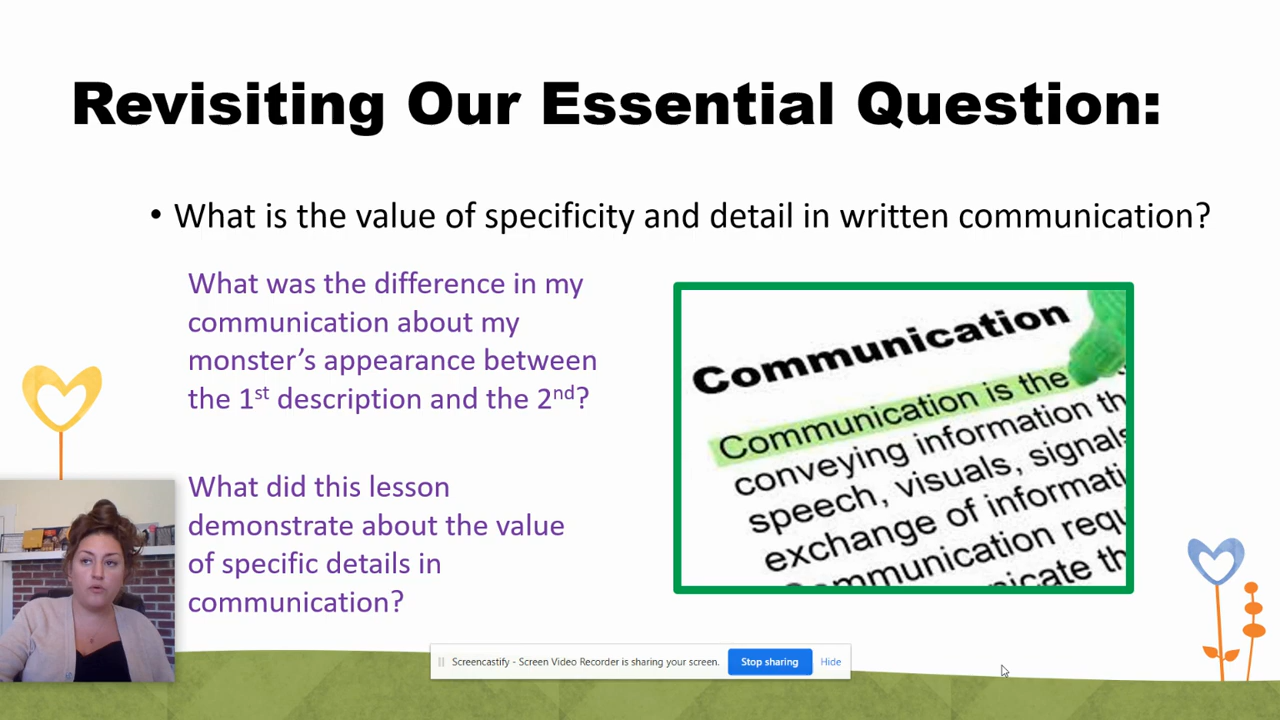 Revisiting Our Essential Question:
• What is the value of specificity and detail in written communication?
What was the difference in my
communication about my
monster's appearance between
the 1st description and the 2nd?
What did this lesson
demonstrate about the value
of specific details in
communication?
Communication
Communication is the
conveying information
speech, visuals, signals
exchange of
Communication
the
Screencastify - Screen Video Recorder is sharing your screen.
Stop sharing
Hide